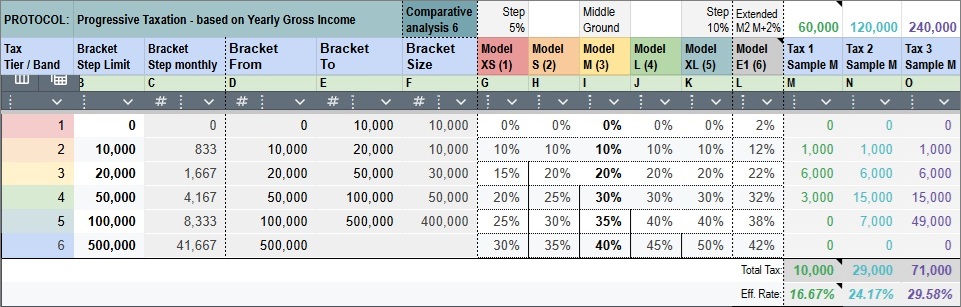 PROTOCOL: Progressive Taxation - based on Yearly Gross Income Comparative analysis 6 Step 5% Middle Ground Step 10% Extended M2 M+2% 60,000 120,000 240,000
Tax Tier / Band Bracket Step Limit Bracket Step monthly Bracket From Bracket To Bracket Size Model XS (1) Model S (2) Model M (3) Model L (4) Model XL (5) Model E1 (6) Tax 1 Sample M Tax 2 Sample M Tax 3 Sample M
B C D E F G H I J K L M N O
# # # #
1 0 0 0 10,000 10,000 0% 0% 0% 0% 0% 2% 0 0 0
2 10,000 833 10,000 20,000 10,000 10% 10% 10% 10% 10% 12% 1,000 1,000 1,000
3 20,000 1,667 20,000 50,000 30,000 15% 20% 20% 20% 20% 22% 6,000 6,000 6,000
4 50,000 4,167 50,000 100,000 50,000 20% 25% 30% 30% 30% 32% 3,000 15,000 15,000
5 100,000 8,333 100,000 500,000 400,000 25% 30% 35% 40% 40% 38% 0 7,000 49,000
6 500,000 41,667 500,000 30% 35% 40% 45% 50% 42% 0 0 0
Total Tax: 10,000 29,000 71,000
Eff. Rate: 16.67% 24.17% 29.58%